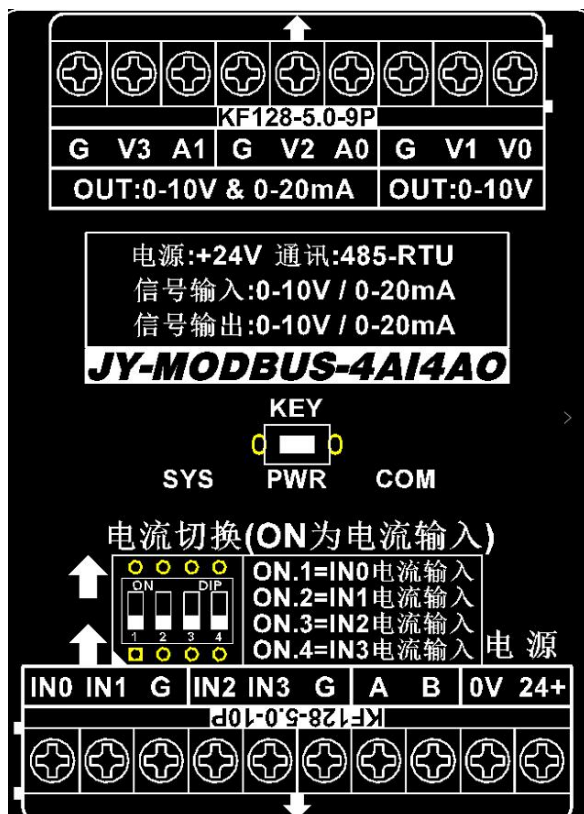 KF128-5.0-9P
G V3 A1 G V2 A0 G V1 V0
OUT:0-10V & 0-20mA OUT:0-10V
电源:+24V 通讯:485-RTU
信号输入:0-10V / 0-20mA
信号输出:0-10V / 0-20mA
JY-MODBUS-4AI4AO
KEY
SYS PWR COM
电流切换(ON为电流输入)
ON DIP
1 2 3 4
ON.1=IN0电流输入
ON.2=IN1电流输入
ON.3=IN2电流输入
ON.4=IN3电流输入
电 源
IN0 IN1 G IN2 IN3 G A B 0V 24+
KF128-5.0-10P